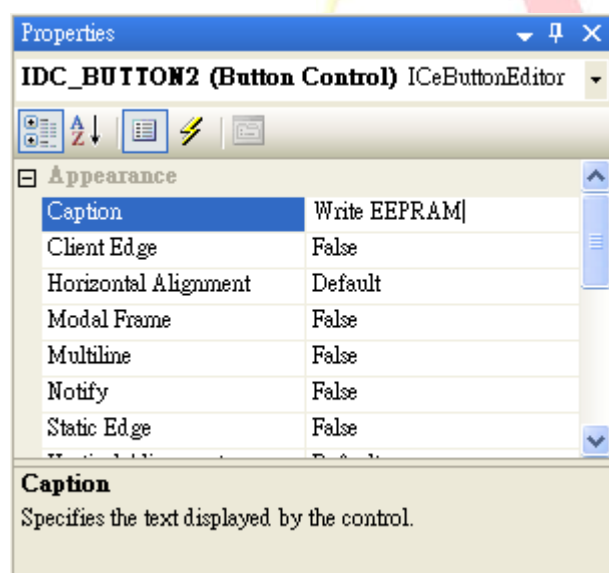 Properties
IDC_BUTTON2 (Button Control) ICeButtonEditor
Appearance
Caption Write EEPRAM
Client Edge False
Horizontal Alignment Default
Modal Frame False
Multiline False
Notify False
Static Edge False
Caption
Specifies the text displayed by the control.